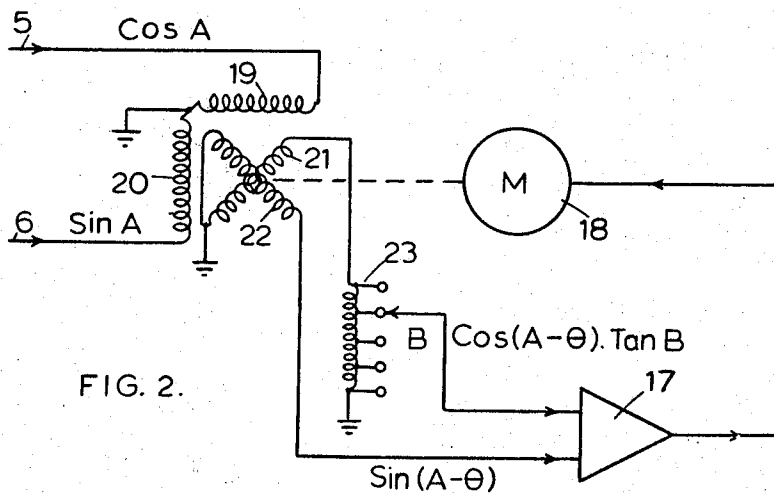 5 Cos A
19
20
21
22
6 Sin A
M
18
23
B Cos(A-θ).Tan B
17
Sin(A-θ)
FIG. 2.